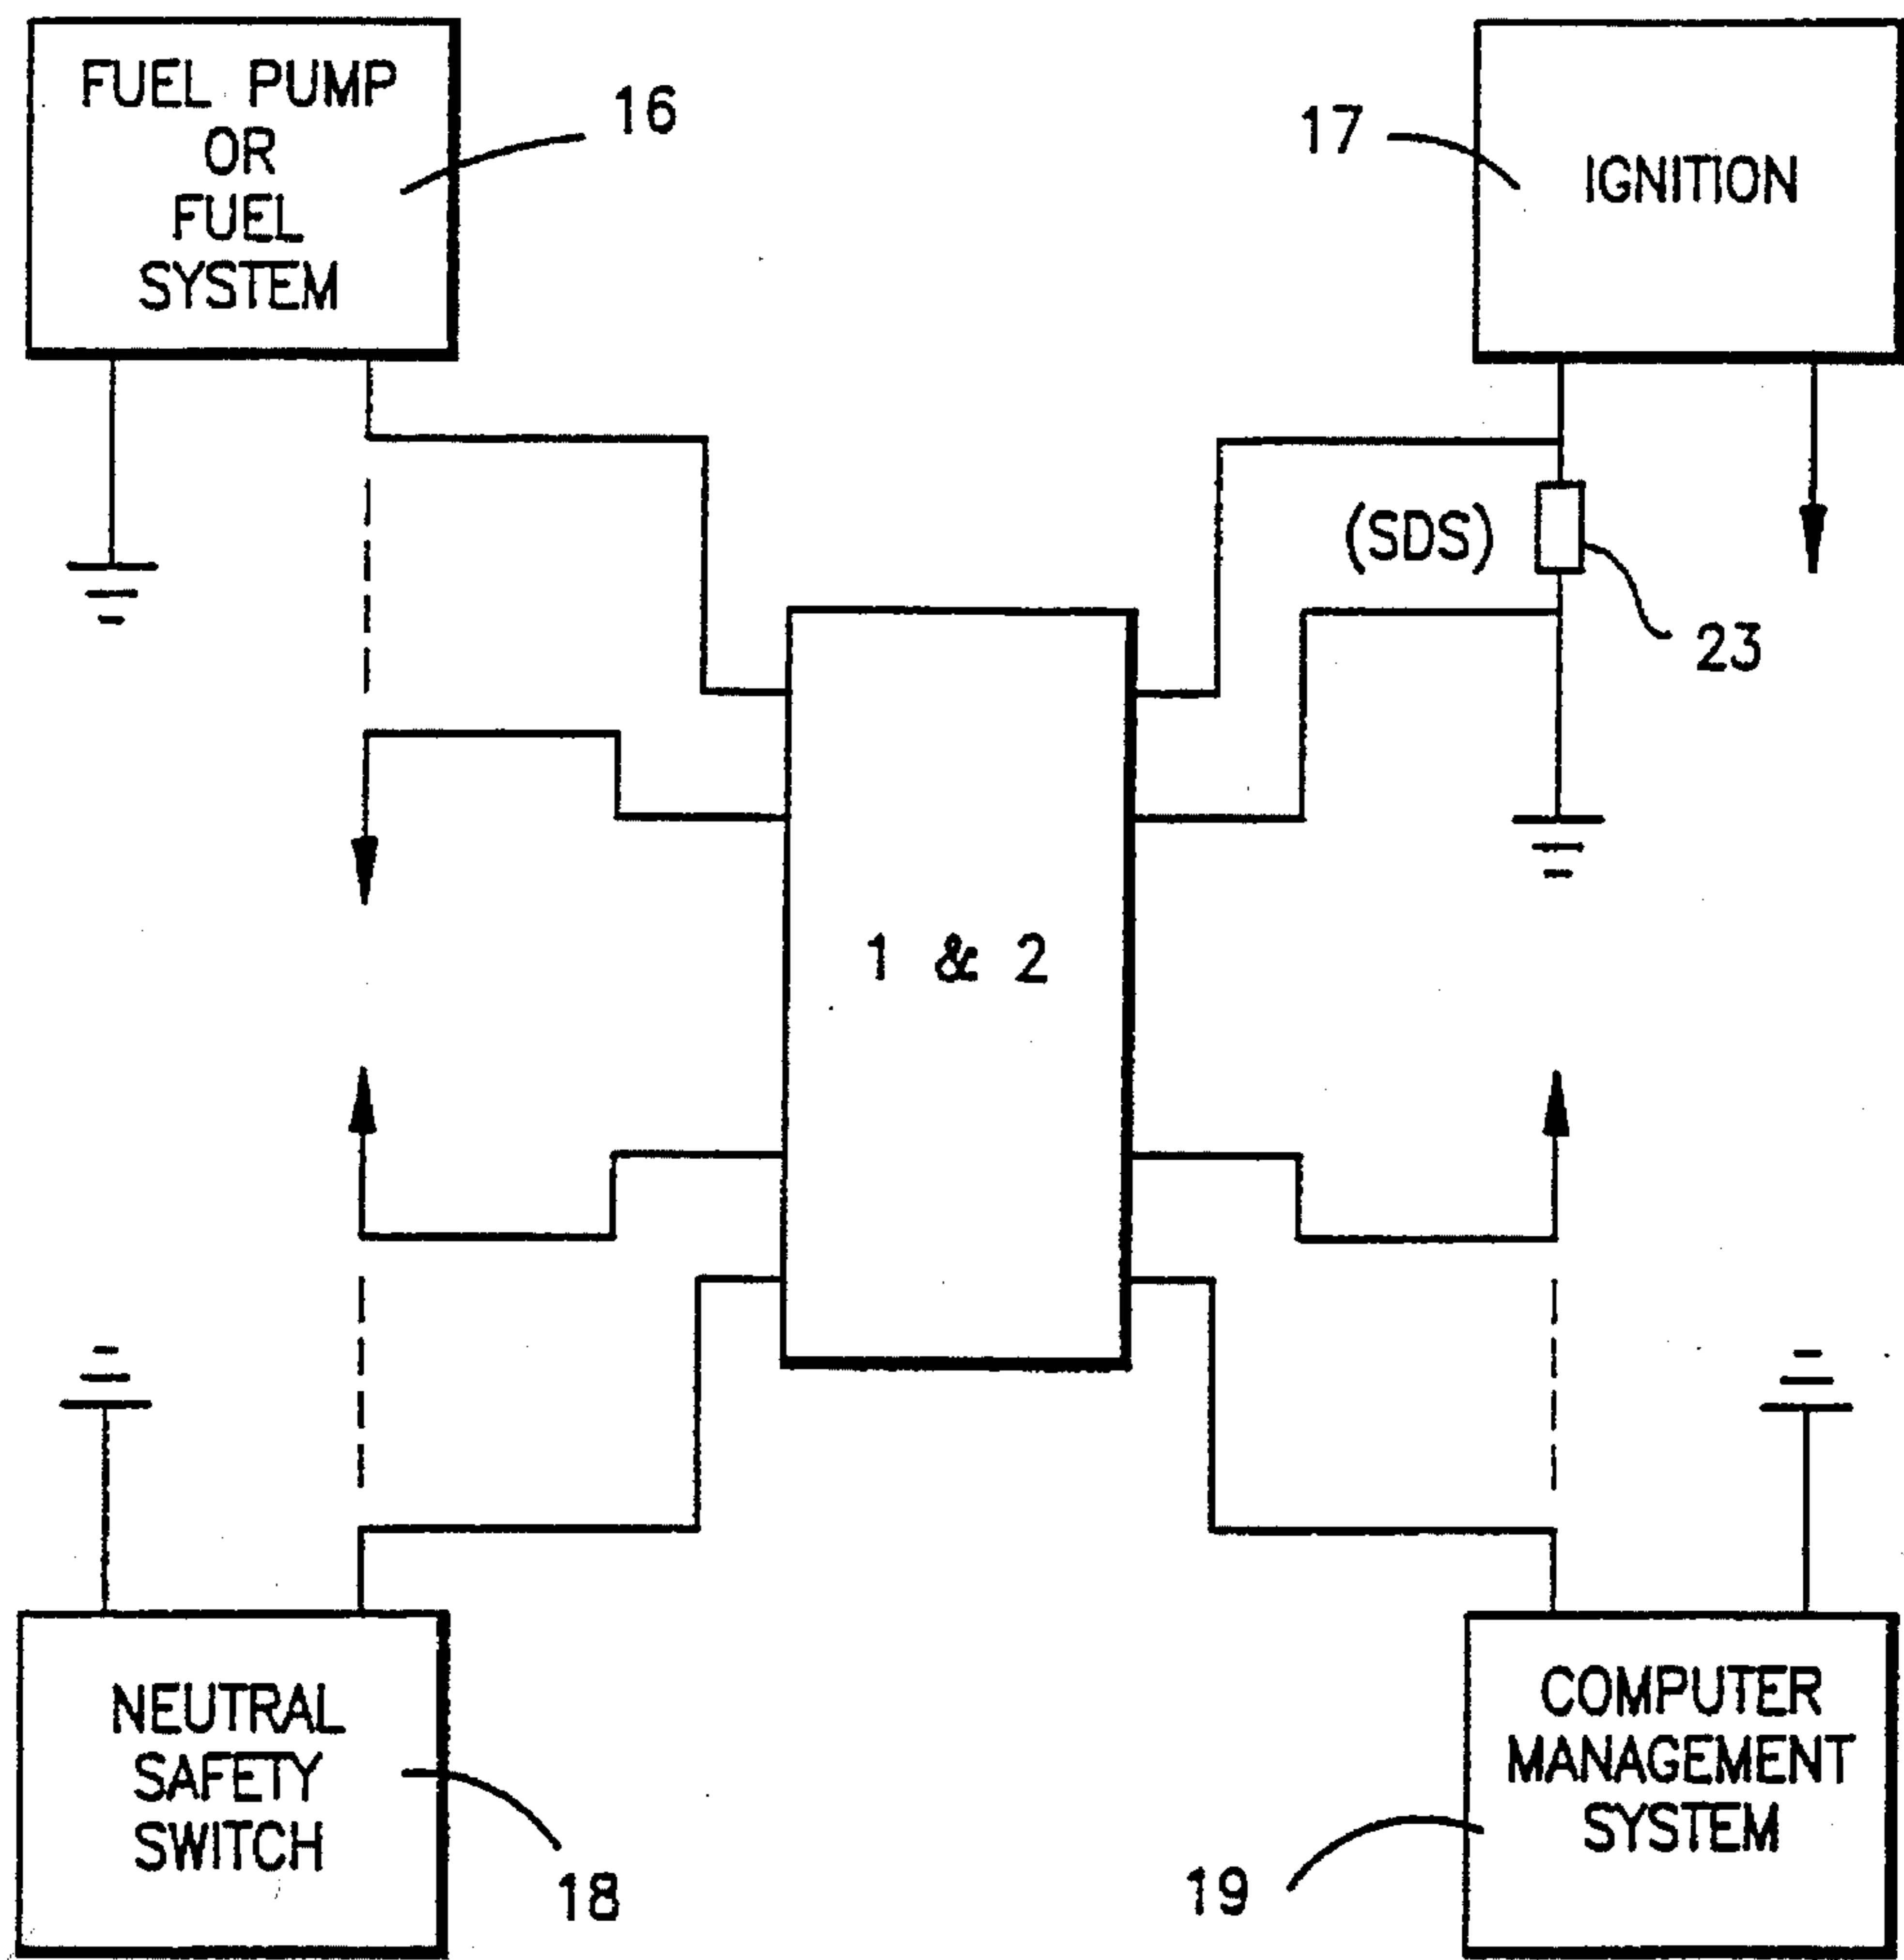 FUEL PUMP
OR
FUEL
SYSTEM
16
17
IGNITION
(SDS)
23
1 & 2
NEUTRAL
SAFETY
SWITCH
18
19
COMPUTER
MANAGEMENT
SYSTEM